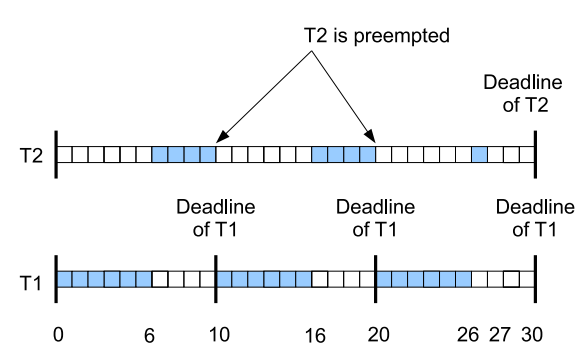 T2 is preempted
Deadline
of T2
T2
Deadline
of T1
Deadline
of T1
Deadline
of T1
T1
0 6 10 16 20 26 27 30